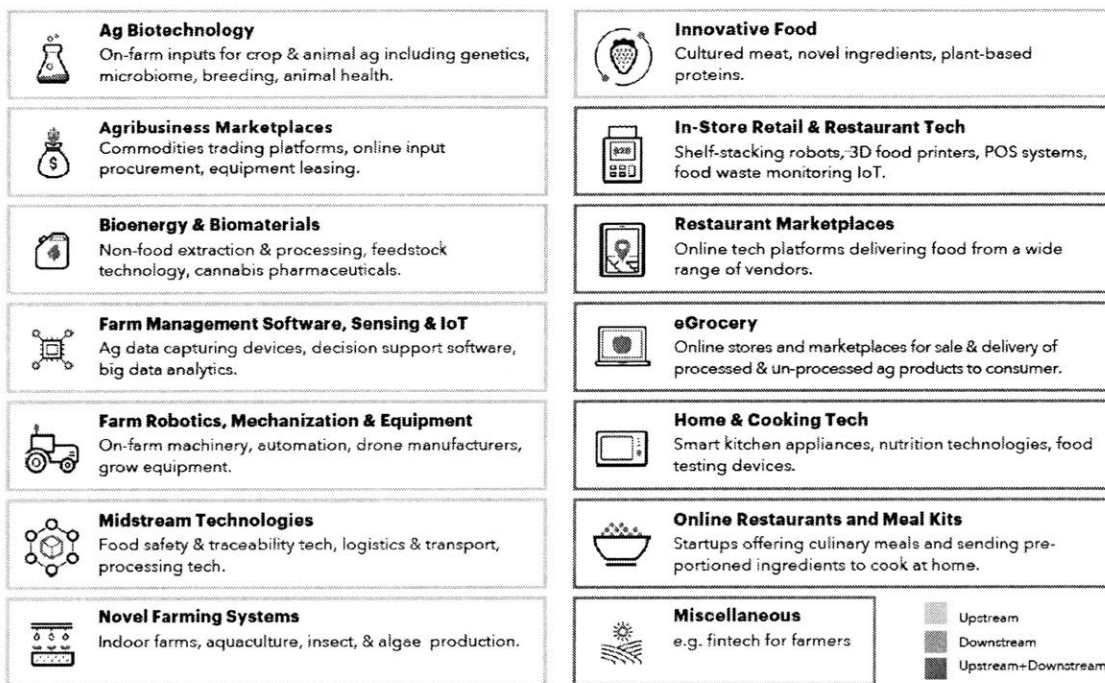 Ag Biotechnology
On-farm inputs for crop & animal ag including genetics,
microbiome, breeding, animal health.
Agribusiness Marketplaces
Commodities trading platforms, online input
procurement, equipment leasing.
Bioenergy & Biomaterials
Non-food extraction & processing, feedstock
technology, cannabis pharmaceuticals.
Farm Management Software, Sensing & IoT
Ag data capturing devices, decision support software,
big data analytics.
Farm Robotics, Mechanization & Equipment
On-farm machinery, automation, drone manufacturers,
grow equipment.
Midstream Technologies
Food safety & traceability tech, logistics & transport,
processing tech.
Novel Farming Systems
Indoor farms, aquaculture, insect, & algae production.
Innovative Food
Cultured meat, novel ingredients, plant-based
proteins.
In-Store Retail & Restaurant Tech
Shelf-stacking robots, 3D food printers, POS systems,
food waste monitoring IoT.
Restaurant Marketplaces
Online tech platforms delivering food from a wide
range of vendors.
eGrocery
Online stores and marketplaces for sale & delivery of
processed & un-processed ag products to consumer.
Home & Cooking Tech
Smart kitchen appliances, nutrition technologies, food
testing devices.
Online Restaurants and Meal Kits
Startups offering culinary meals and sending pre-
portioned ingredients to cook at home.
Miscellaneous
e.g. fintech for farmers
Upstream
Downstream
Upstream+Downstream